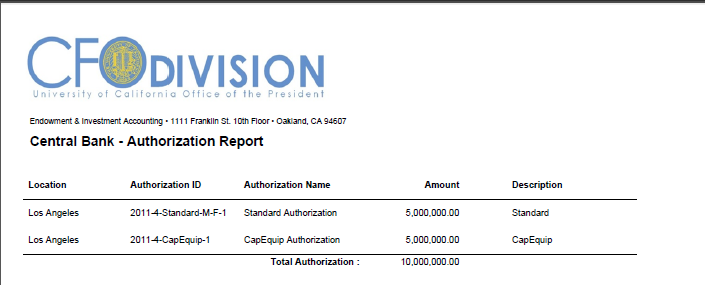 CFO DIVISION
University of California Office of the President
Endowment & Investment Accounting • 1111 Franklin St. 10th Floor • Oakland, CA 94607
Central Bank - Authorization Report
Location Authorization ID Authorization Name Amount Description
Los Angeles 2011-4-Standard-M-F-1 Standard Authorization 5,000,000.00 Standard
Los Angeles 2011-4-CapEquip-1 CapEquip Authorization 5,000,000.00 CapEquip
Total Authorization : 10,000,000.00